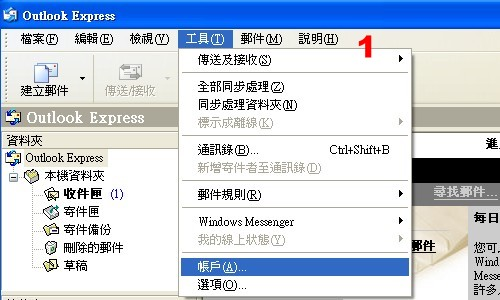 Outlook Express
檔案(F) 編輯(E) 檢視(V) 工具(T) 郵件(M) 說明(H)
1
建立郵件 傳送/接收
Outlook Express
資料夾
Outlook Express
本機資料夾
收件匣 (1)
寄件匣
寄件備份
刪除的郵件
草稿
傳送及接收(S)
全部同步處理(Z)
同步處理資料夾(N)
標示成離線(K)
通訊錄(B)... Ctrl+Shift+B
新增寄件者至通訊錄(D)
郵件規則(R)
Windows Messenger
我的線上狀態(Y)
帳戶(A)...
選項(O)...
尋找郵件...
每日
郵件
您可
Wind
Mess
許多